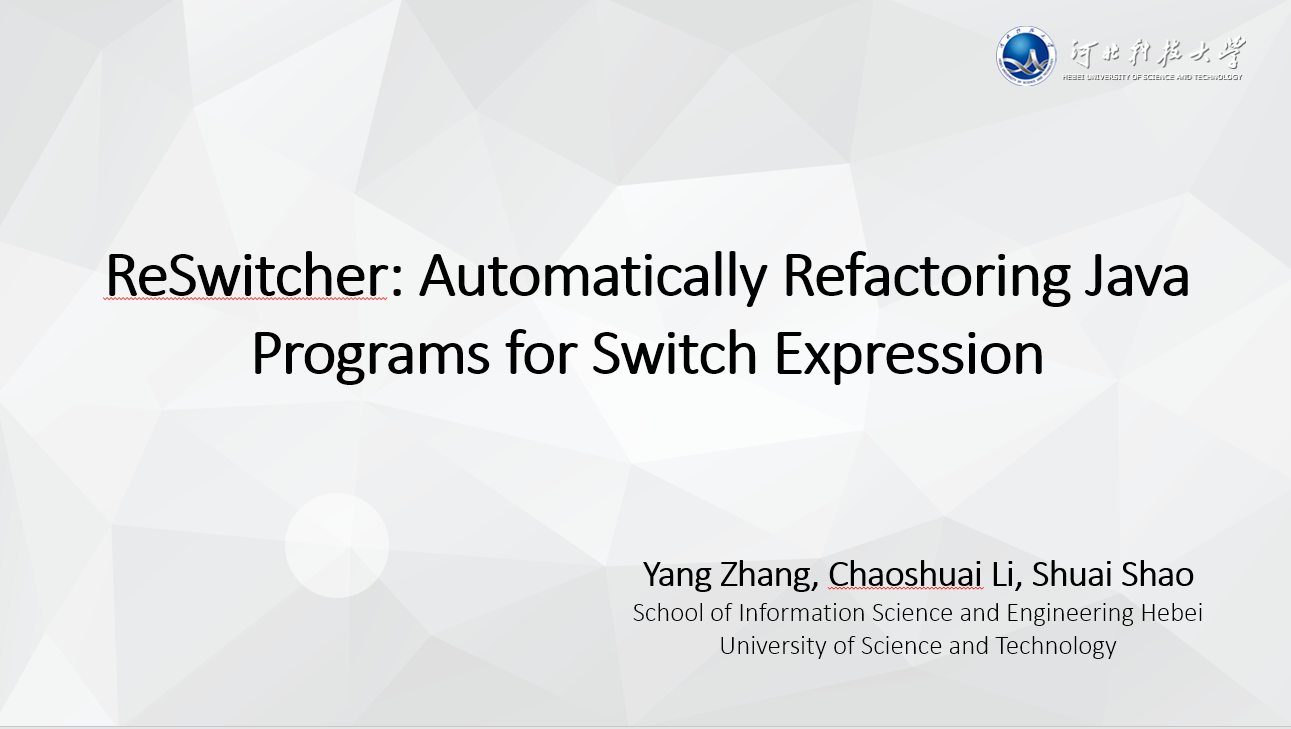 河北科技大学
HEBEI UNIVERSITY OF SCIENCE AND TECHNOLOGY
ReSwitcher: Automatically Refactoring Java
Programs for Switch Expression
Yang Zhang, Chaoshuai Li, Shuai Shao
School of Information Science and Engineering Hebei
University of Science and Technology